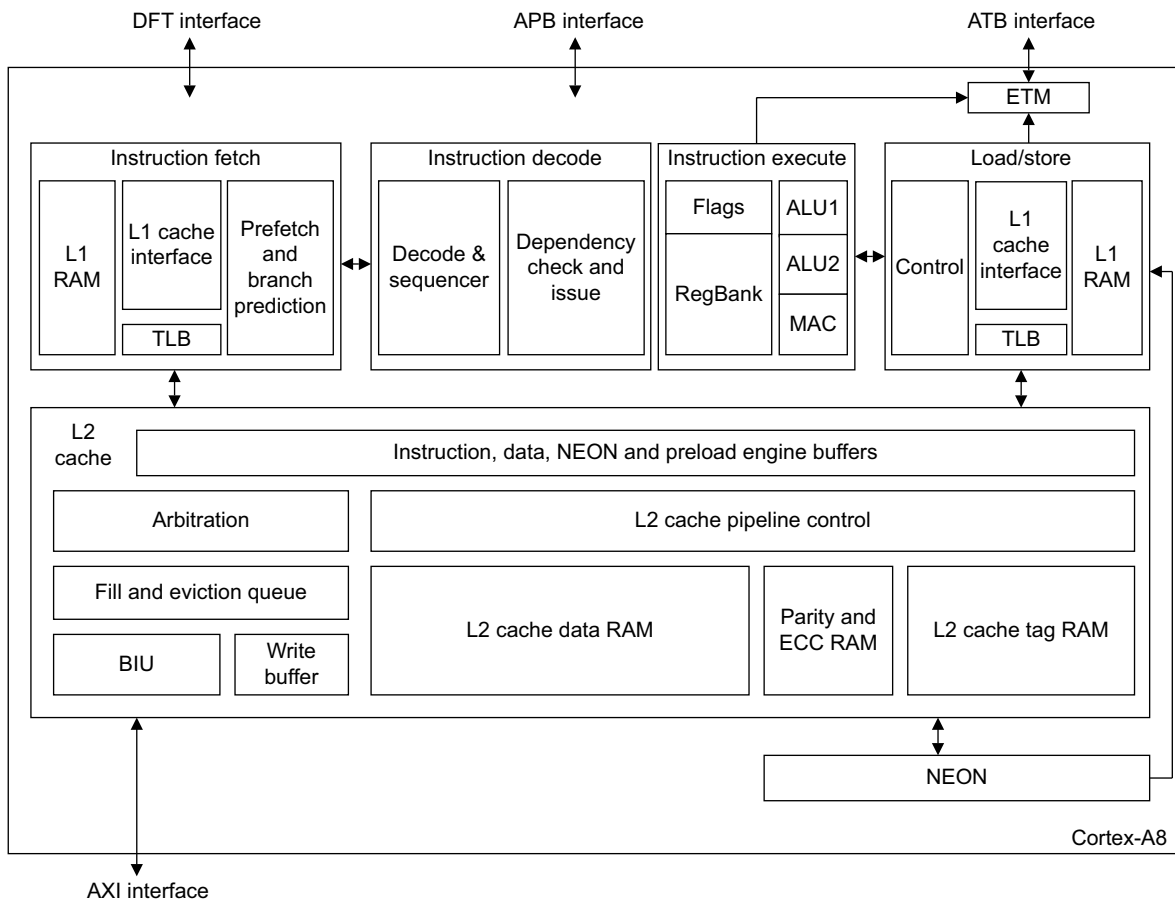 DFT interface
APB interface
ATB interface
ETM
Instruction fetch
L1
RAM
L1 cache
interface
TLB
Prefetch
and
branch
prediction
Instruction decode
Decode &
sequencer
Dependency
check and
issue
Instruction execute
Flags
RegBank
ALU1
ALU2
MAC
Load/store
Control
L1
cache
interface
TLB
L1
RAM
L2
cache
Instruction, data, NEON and preload engine buffers
Arbitration
L2 cache pipeline control
Fill and eviction queue
BIU
Write
buffer
L2 cache data RAM
Parity and
ECC RAM
L2 cache tag RAM
NEON
Cortex-A8
AXI interface